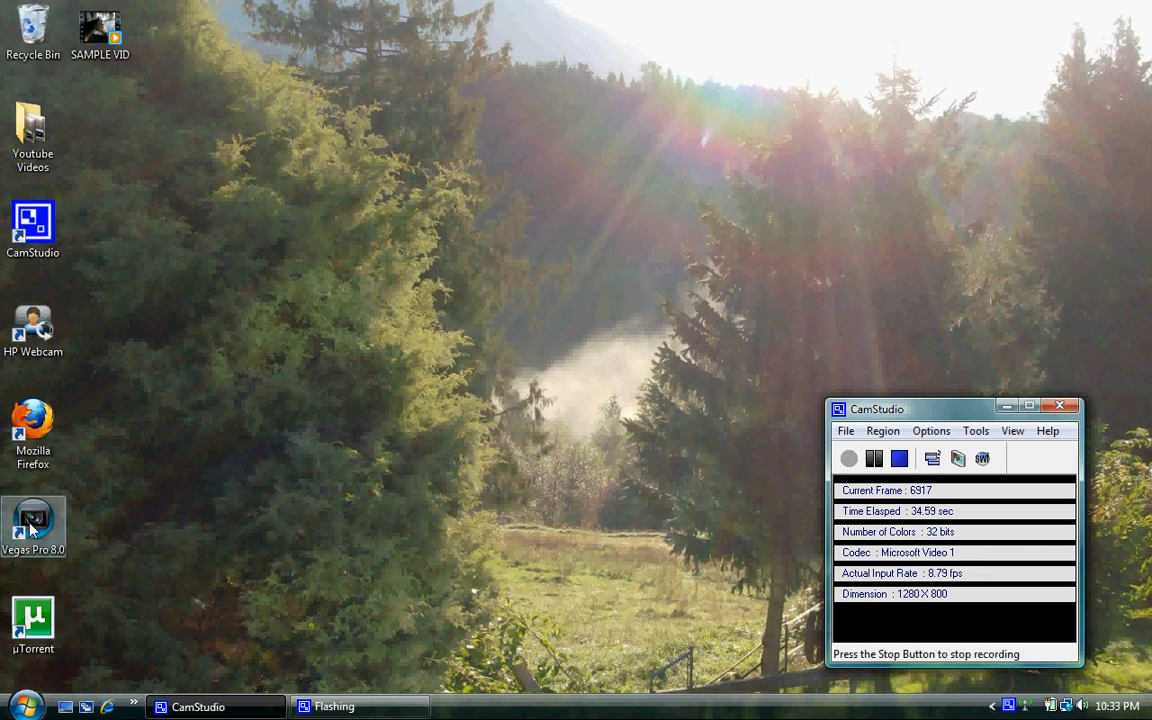 Recycle Bin
SAMPLE VID
Youtube
Videos
CamStudio
HP Webcam
Mozilla
Firefox
Vegas Pro 8.0
µTorrent
CamStudio
File Region Options Tools View Help
Current Frame : 6917
Time Elasped : 34.59 sec
Number of Colors : 32 bits
Codec : Microsoft Video 1
Actual Input Rate : 8.79 fps
Dimension : 1280 X 800
Press the Stop Button to stop recording
CamStudio
Flashing
10:33 PM